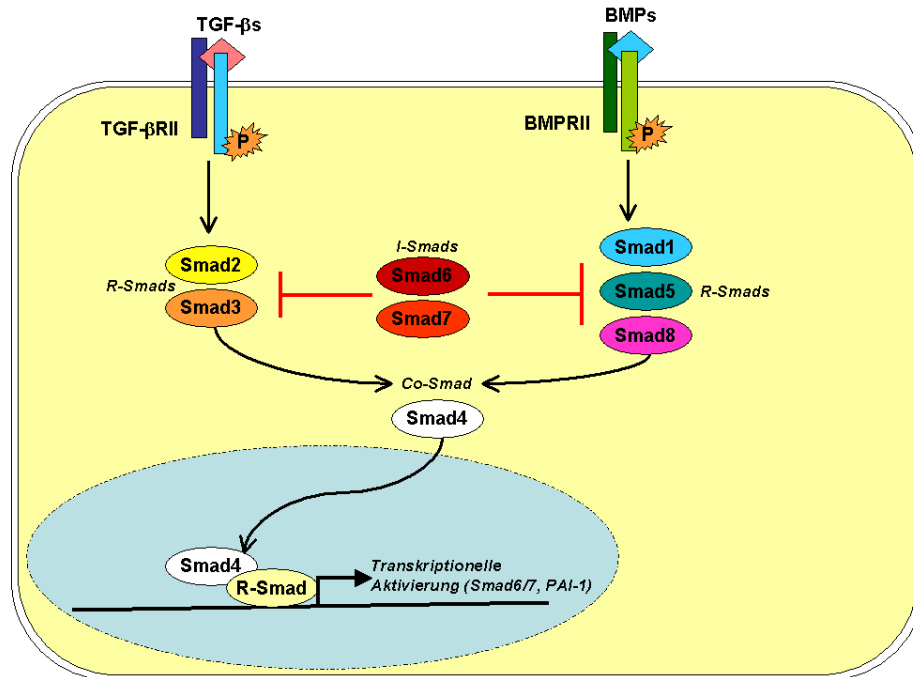 TGF-βs
BMPs
TGF-βRII
P
BMPRII
P
I-Smads
Smad2
Smad6
Smad1
R-Smads
Smad3
Smad7
Smad5
R-Smads
Smad8
Co-Smad
Smad4
Smad4
R-Smad
Transkriptionelle
Aktivierung (Smad6/7, PAI-1)